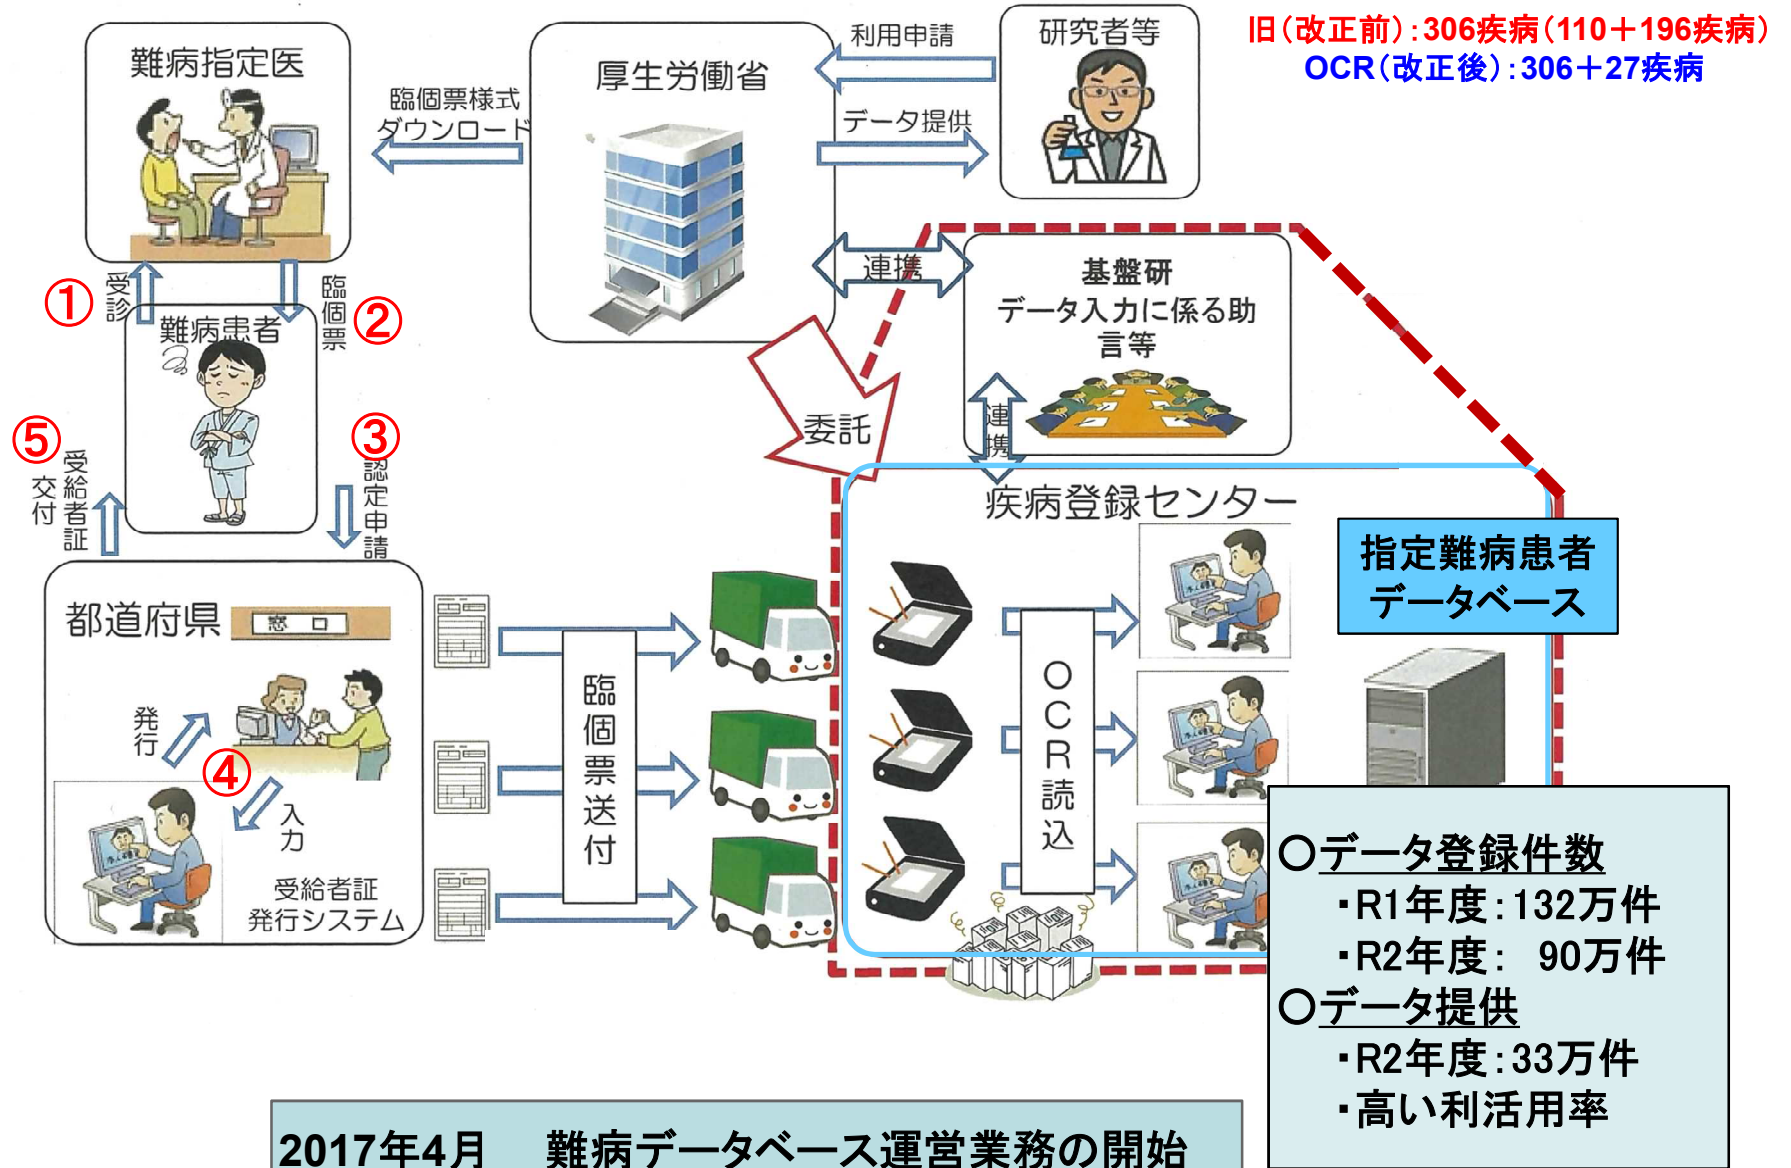 旧（改正前）：306疾病（110＋196疾病）
OCR（改正後）：306＋27疾病
難病指定医
臨個票様式
ダウンロード
厚生労働省
利用申請
データ提供
研究者等
連携
基盤研
データ入力に係る助
言等
連携
委託
①
受診
臨個票
②
難病患者
⑤
受給者証
交付
③
認定申請
都道府県
窓口
発行
④
入力
受給者証
発行システム
臨個票送付
疾病登録センター
OCR読込
指定難病患者
データベース
〇データ登録件数
・R1年度：132万件
・R2年度： 90万件
〇データ提供
・R2年度：33万件
・高い利活用率
2017年4月 難病データベース運営業務の開始